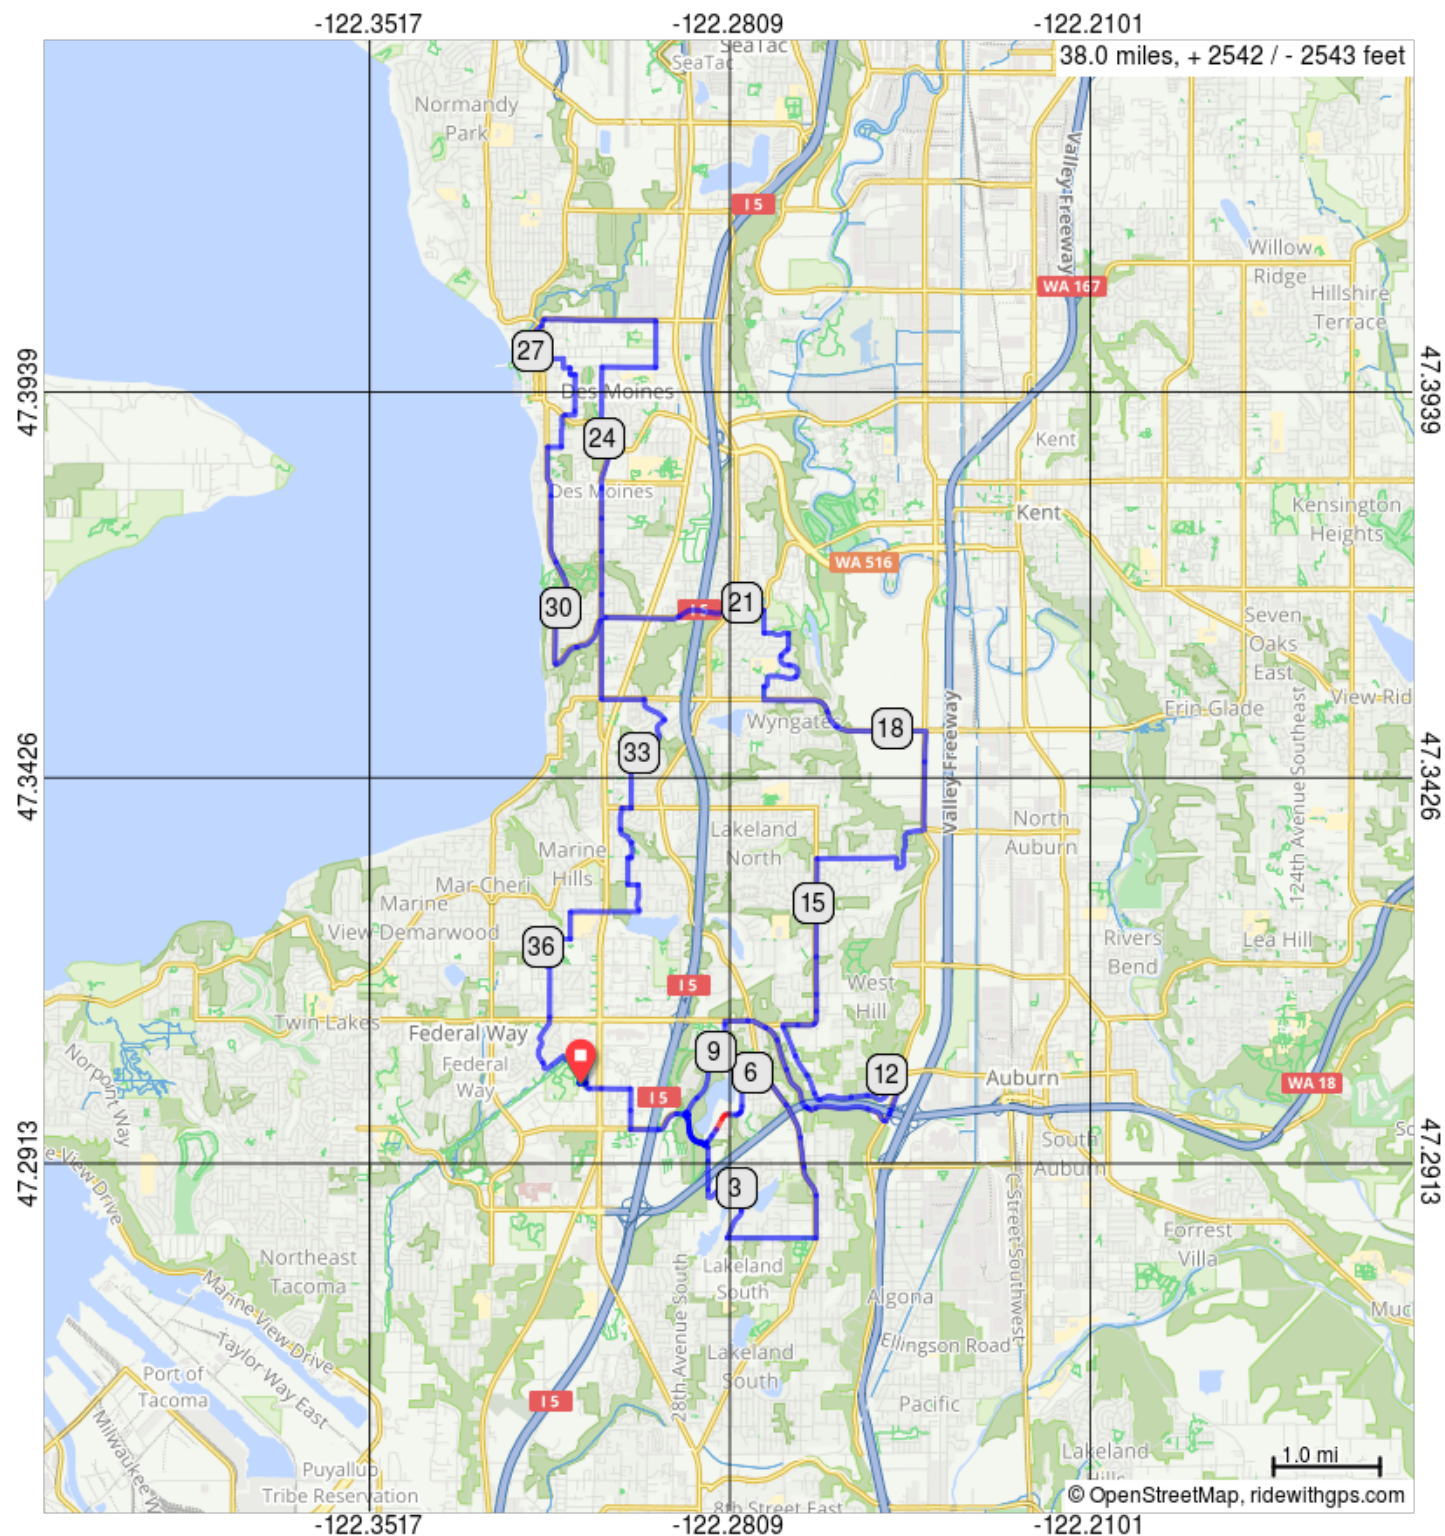 -122.3517
-122.2809
-122.2101
SeaTac
SeaTac
38.0 miles, + 2542 / - 2543 feet
Normandy
Park
Valley Freeway
I 5
Willow
Ridge
WA 167
Hillshire
Terrace
27
47.3939
47.3939
Des Moines
24
Kent
Des Moines
Kent
Kensington
Heights
WA 516
30
I 5
21
Seven
Oaks
East
View Rid
Erin Glade
Wyngate
18
33
124th Avenue Southeast
Valley Freeway
47.3426
47.3426
Lakeland
North
North
Auburn
Marine
Hills
Mar Cheri
Marine
View Demarwood
15
36
Rivers
Bend
Lea Hill
I 5
West
Hill
Twin Lakes
Federal Way
Federal
Way
9
6
12
Auburn
WA 18
Norpoint Way
I 5
South
Auburn
47.2913
47.2913
3
e View Drive
C Street Southwest
Forrest
Villa
Northeast
Tacoma
Lakeland
South
Marine View Drive
28th Avenue South
Algona
Muc
Taylor Way East
Ellingson Road
Lakeland
South
Port of
Tacoma
I 5
Pacific
Milwaukee W
Lakeland
Hills
1.0 mi
Puyallup
Tribe Reservation
8th Street East
© OpenStreetMap, ridewithgps.com
-122.3517
-122.2809
-122.2101